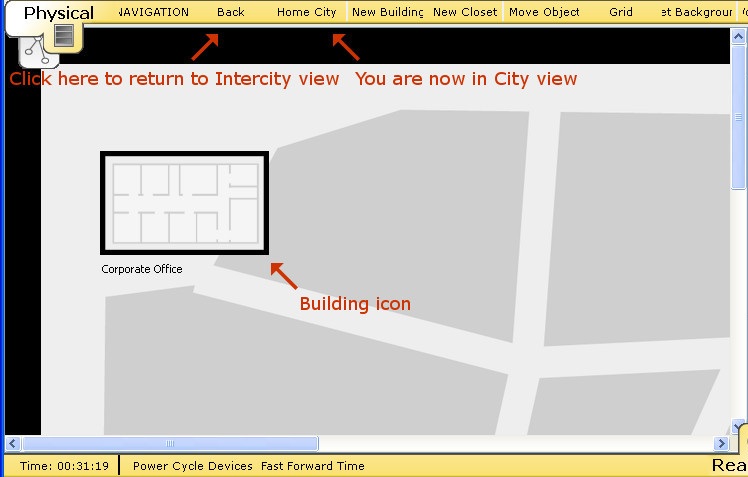 Physical
NAVIGATION Back Home City New Building New Closet Move Object Grid et Backgroun
Click here to return to Intercity view You are now in City view
Corporate Office
Building icon
Time: 00:31:19 Power Cycle Devices Fast Forward Time
Rea